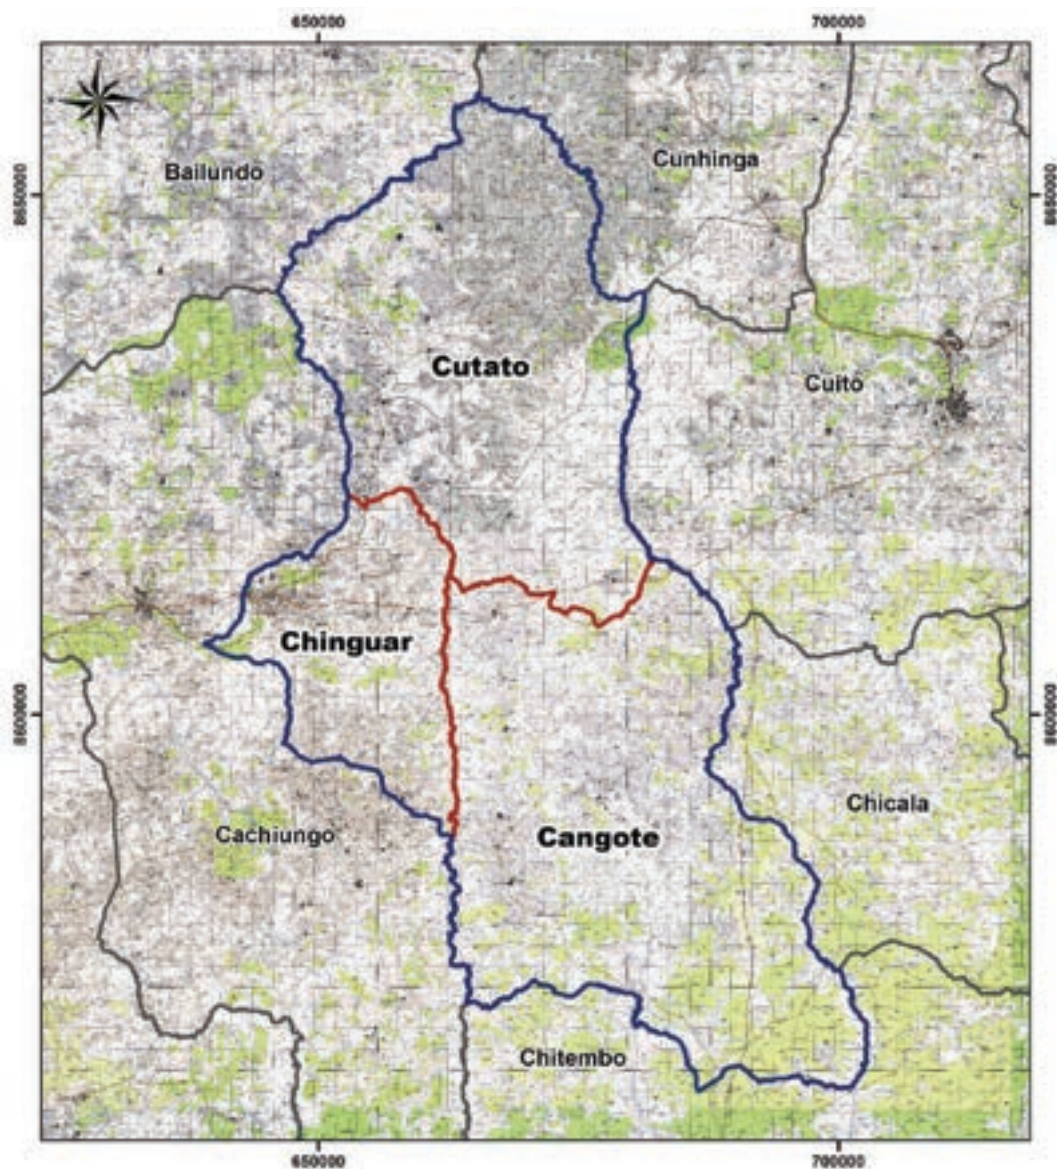 650000
700000
Bailundo
Cunhinga
8650000
8650000
Cutato
Cuito
Chinguar
8600000
8600000
Chicala
Cachiungo
Cangote
Chitembo
650000
700000